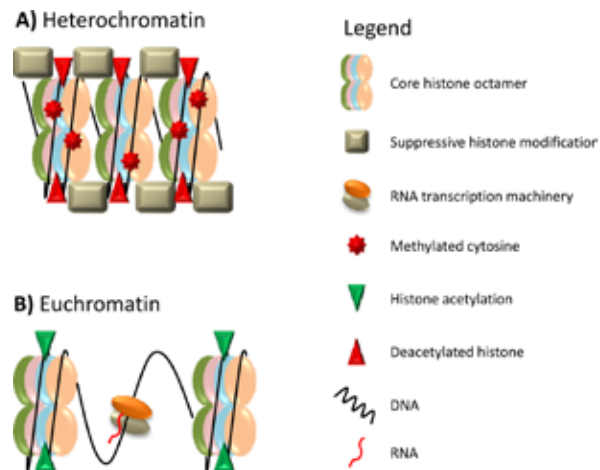 A) Heterochromatin
B) Euchromatin
Legend
Core histone octamer
Suppressive histone modification
RNA transcription machinery
Methylated cytosine
Histone acetylation
Deacetylated histone
DNA
RNA